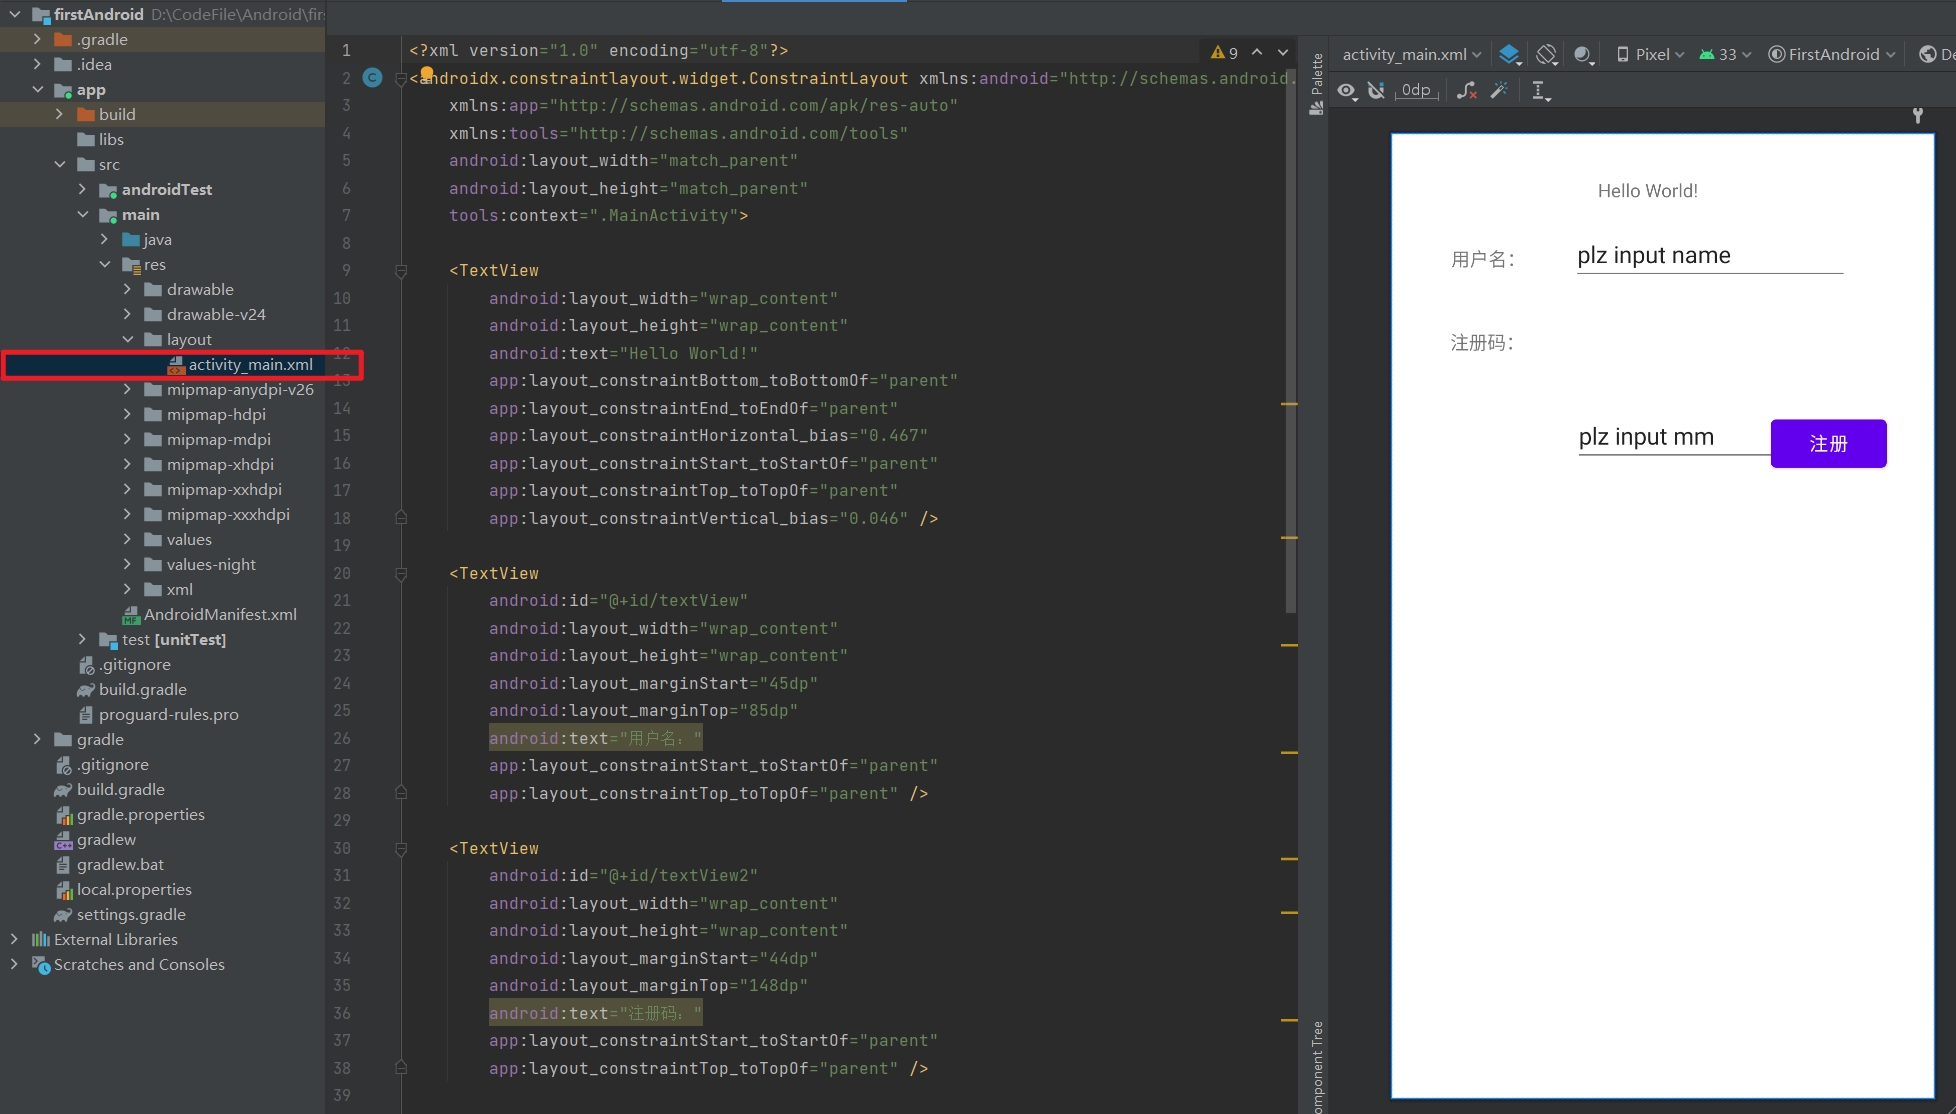 firstAndroid D:\CodeFile\Android\fir
.gradle
.idea
app
build
libs
src
androidTest
main
java
res
drawable
drawable-v24
layout
activity_main.xml
mipmap-anydpi-v26
mipmap-hdpi
mipmap-mdpi
mipmap-xhdpi
mipmap-xxhdpi
mipmap-xxxhdpi
values
values-night
xml
AndroidManifest.xml
test [unitTest]
.gitignore
build.gradle
proguard-rules.pro
gradle
.gitignore
build.gradle
gradle.properties
gradlew
gradlew.bat
local.properties
settings.gradle
External Libraries
Scratches and Consoles
9
1 <?xml version="1.0" encoding="utf-8"?>
2 <androidx.constraintlayout.widget.ConstraintLayout xmlns:android="http://schemas.android.
3 xmlns:app="http://schemas.android.com/apk/res-auto"
4 xmlns:tools="http://schemas.android.com/tools"
5 android:layout_width="match_parent"
6 android:layout_height="match_parent"
7 tools:context=".MainActivity">
8
9 <TextView
10 android:layout_width="wrap_content"
11 android:layout_height="wrap_content"
12 android:text="Hello World!"
13 app:layout_constraintBottom_toBottomOf="parent"
14 app:layout_constraintEnd_toEndOf="parent"
15 app:layout_constraintHorizontal_bias="0.467"
16 app:layout_constraintStart_toStartOf="parent"
17 app:layout_constraintTop_toTopOf="parent"
18 app:layout_constraintVertical_bias="0.046" />
19
20 <TextView
21 android:id="@+id/textView"
22 android:layout_width="wrap_content"
23 android:layout_height="wrap_content"
24 android:layout_marginStart="45dp"
25 android:layout_marginTop="85dp"
26 android:text="用户名："
27 app:layout_constraintStart_toStartOf="parent"
28 app:layout_constraintTop_toTopOf="parent" />
29
30 <TextView
31 android:id="@+id/textView2"
32 android:layout_width="wrap_content"
33 android:layout_height="wrap_content"
34 android:layout_marginStart="44dp"
35 android:layout_marginTop="148dp"
36 android:text="注册码："
37 app:layout_constraintStart_toStartOf="parent"
38 app:layout_constraintTop_toTopOf="parent" />
39
Palette
omponent Tree
activity_main.xml Pixel 33 FirstAndroid De
0dp
Hello World!
用户名： plz input name
注册码：
plz input mm 注册
C
MF
C++